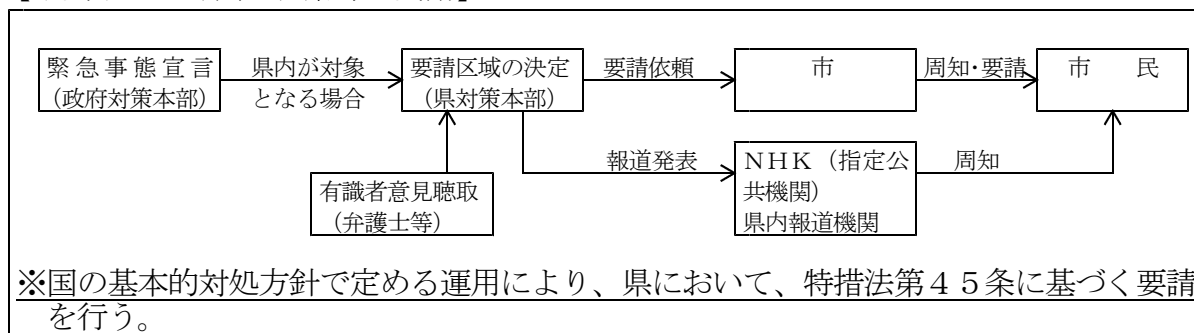 緊急事態宣言
（政府対策本部）
県内が対象
となる場合
要請区域の決定
（県対策本部）
要請依頼
市
周知・要請
市　民
報道発表
NHK（指定公
共機関）
県内報道機関
周知
有識者意見聴取
（弁護士等）
※国の基本的対処方針で定める運用により、県において、特措法第４５条に基づく要請
を行う。